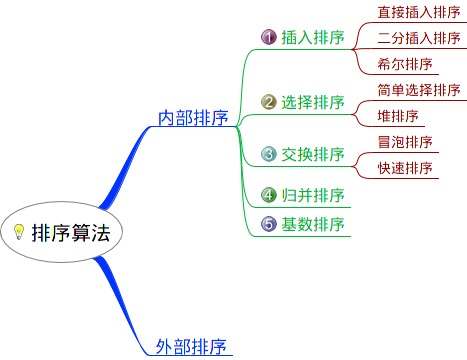 排序算法
内部排序
1 插入排序
直接插入排序
二分插入排序
希尔排序
2 选择排序
简单选择排序
堆排序
3 交换排序
冒泡排序
快速排序
4 归并排序
5 基数排序
外部排序